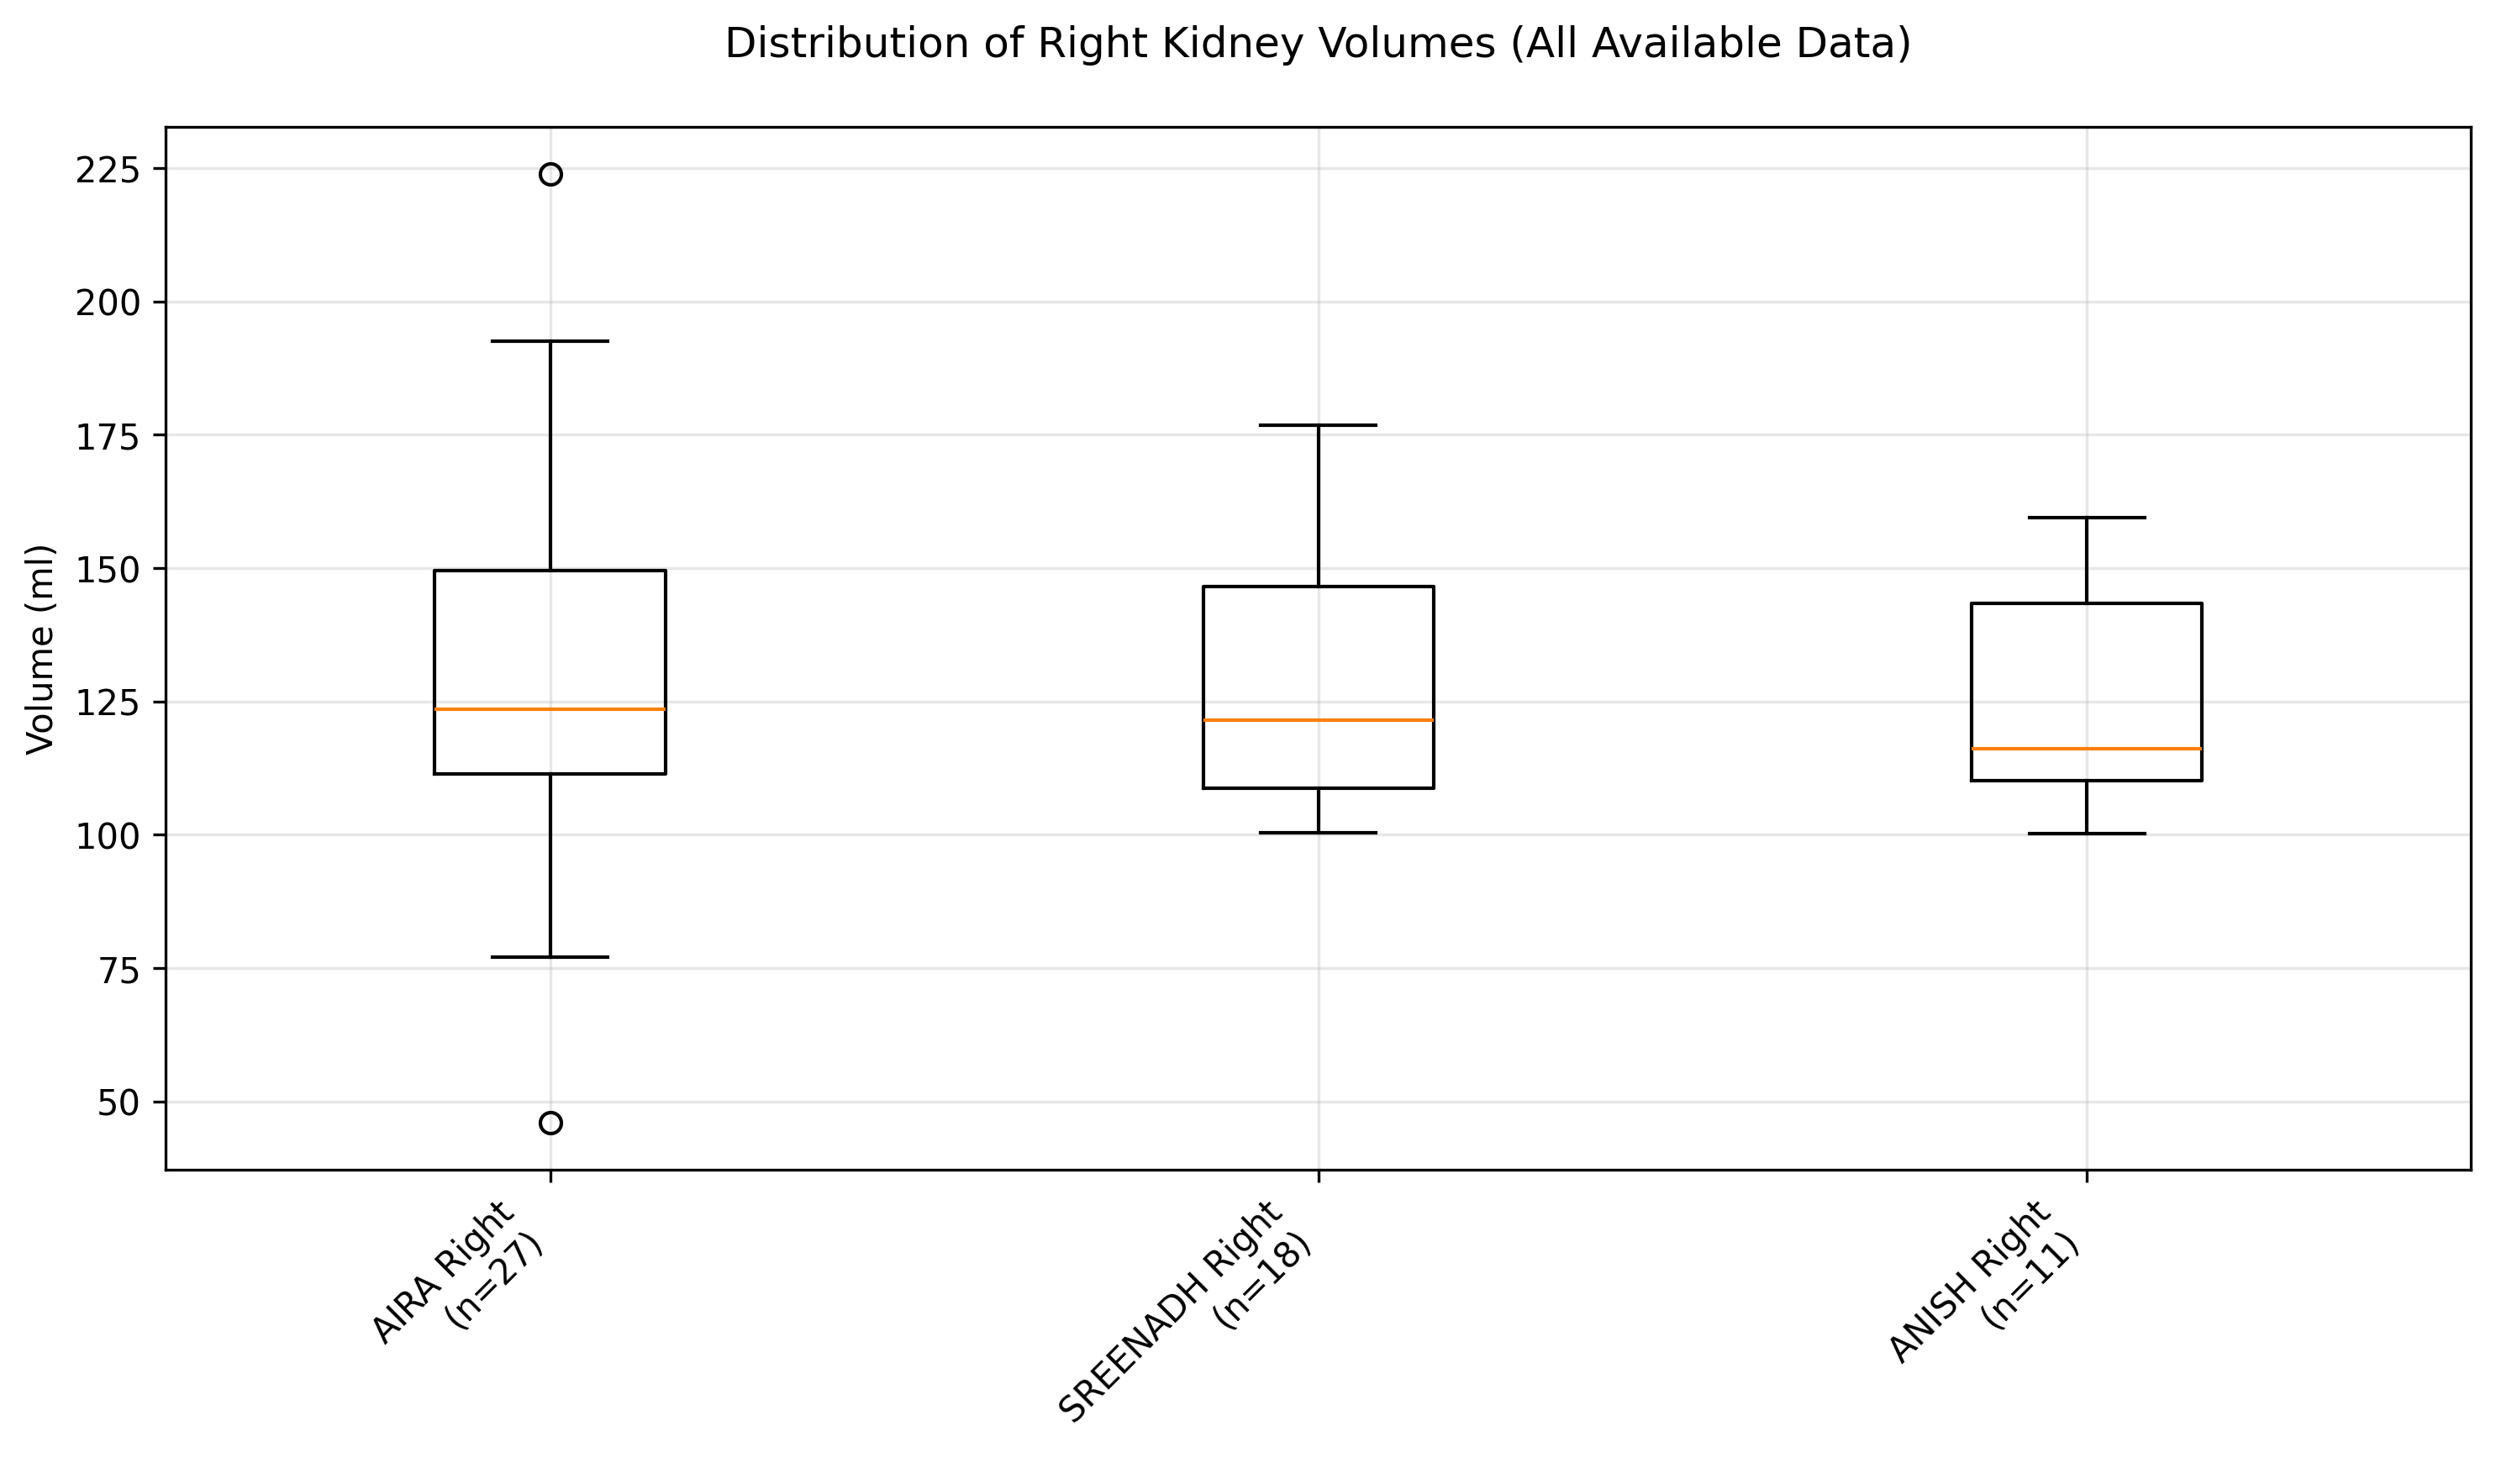 Distribution of Right Kidney Volumes (All Available Data)
Volume (ml)
225
200
175
150
125
100
75
50
AIRA Right
(n=27)
SREENADH Right
(n=18)
ANISH Right
(n=11)